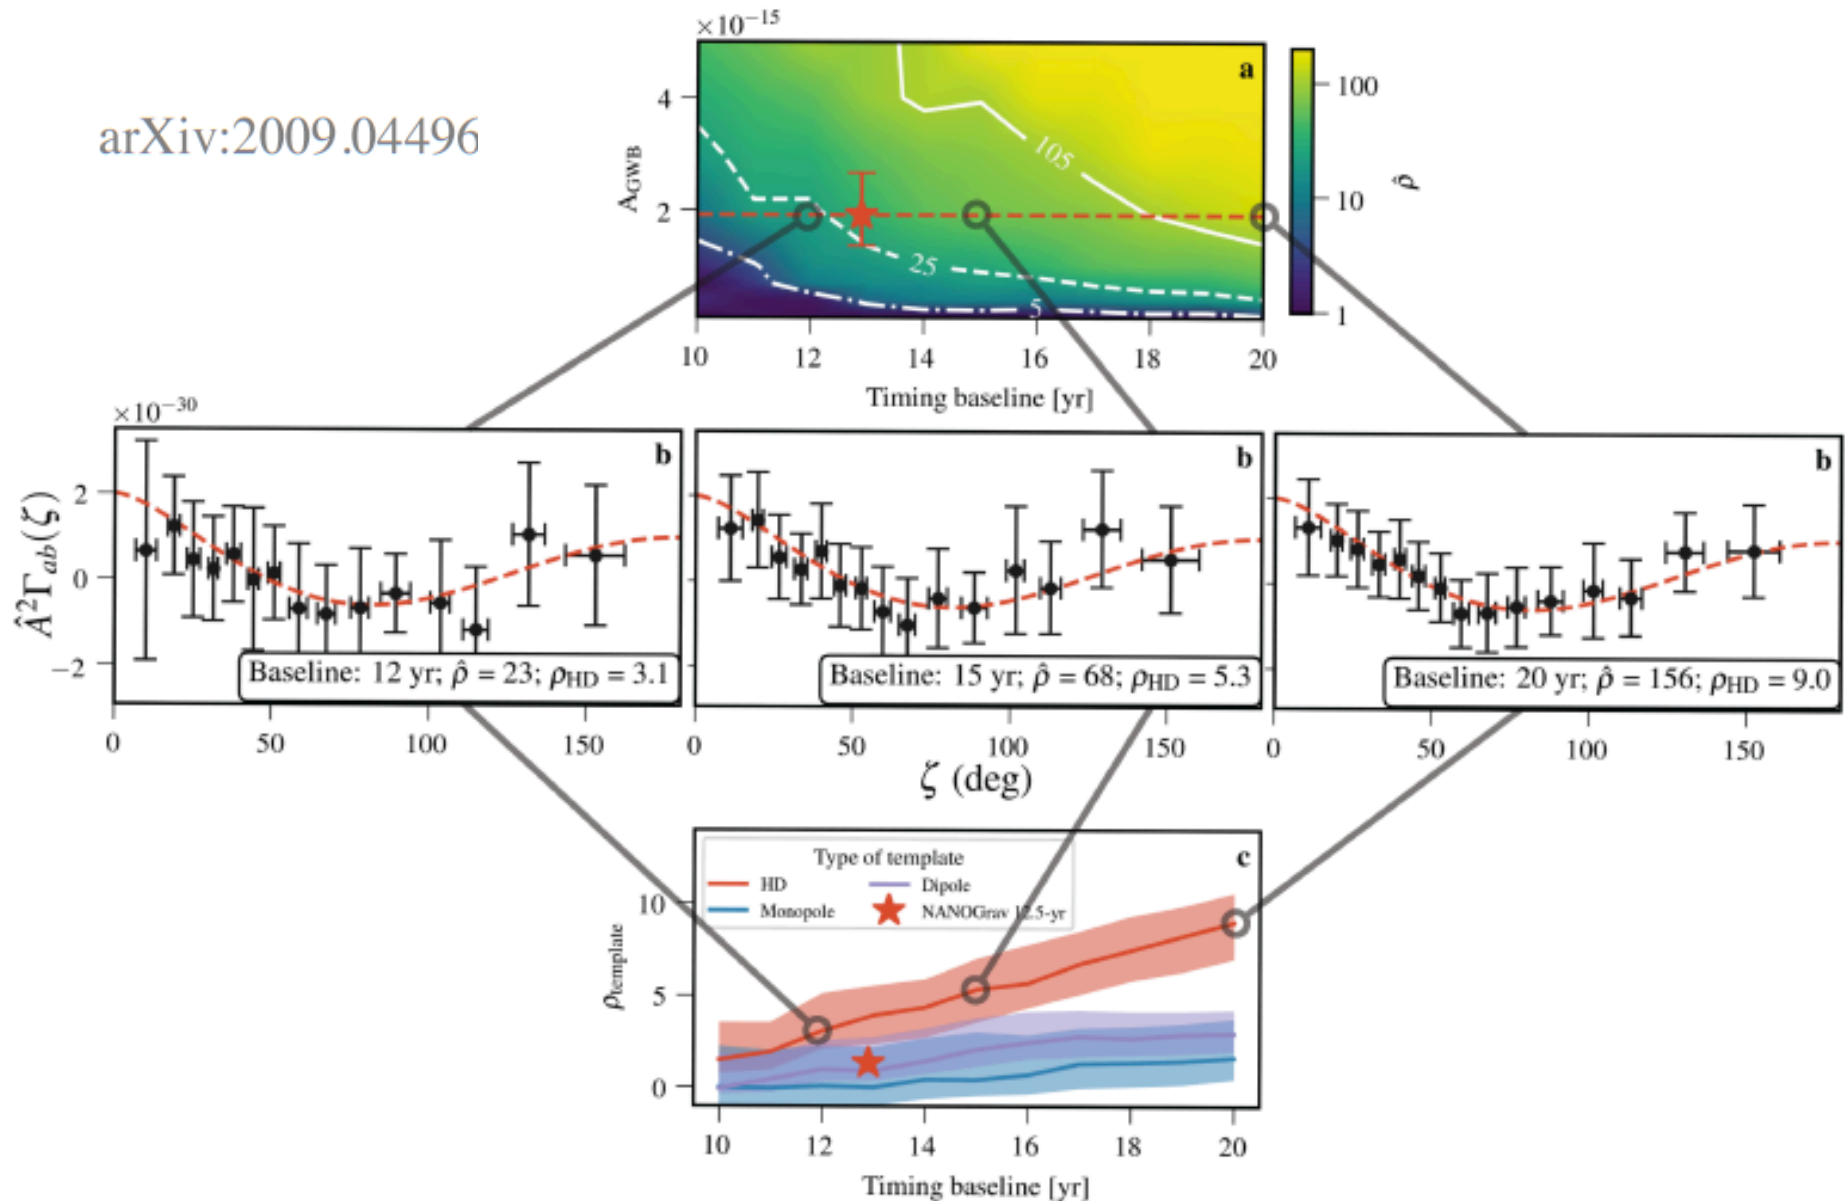 ×10⁻¹⁵
a
arXiv:2009.04496
4
2
A_GWB
105
25
5
100
10
1
ρ̂
10 12 14 16 18 20
Timing baseline [yr]
×10⁻³⁰
b
b
b
2
0
−2
Â²Γ_ab(ζ)
Baseline: 12 yr; ρ̂ = 23; ρ_HD = 3.1
Baseline: 15 yr; ρ̂ = 68; ρ_HD = 5.3
Baseline: 20 yr; ρ̂ = 156; ρ_HD = 9.0
0 50 100 150
0 50 100 150
0 50 100 150
ζ (deg)
c
Type of template
HD
Dipole
Monopole
NANOGrav 12.5-yr
10
5
0
ρ_template
10 12 14 16 18 20
Timing baseline [yr]